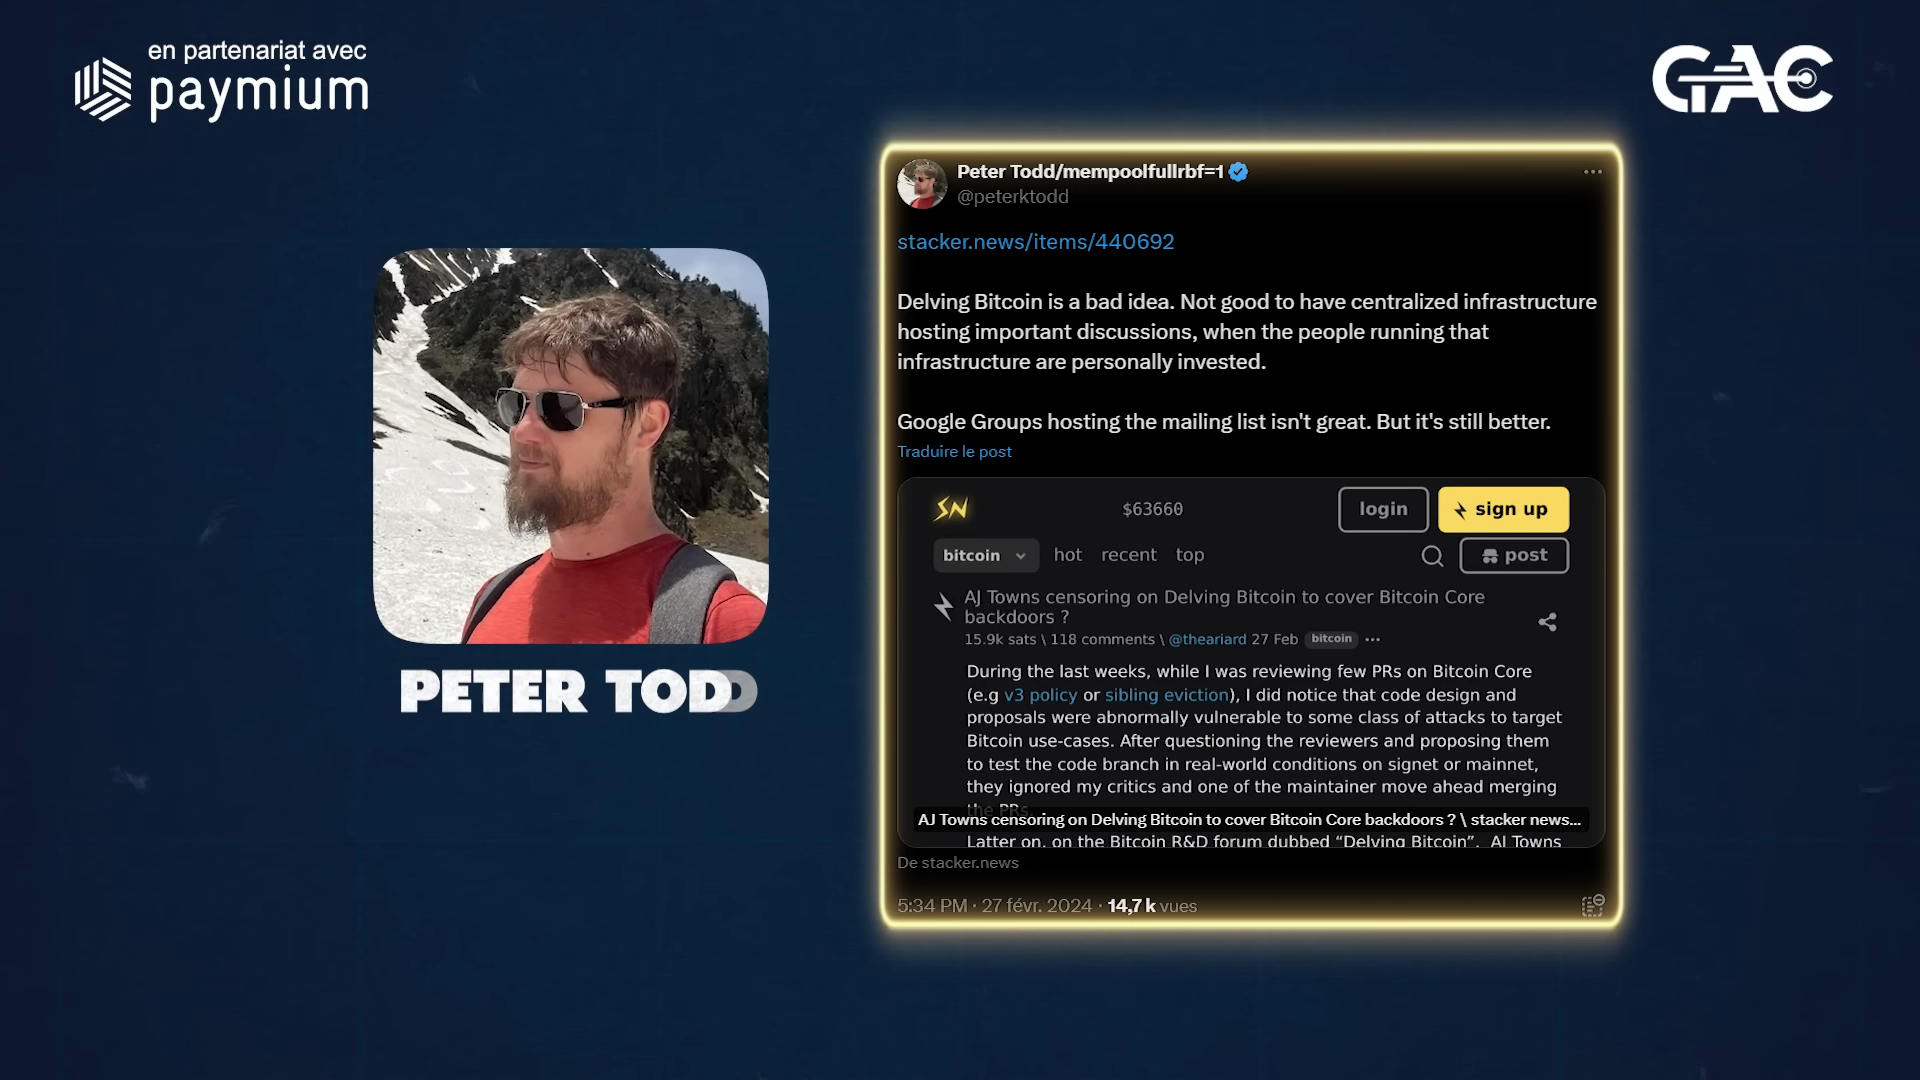 en partenariat avec
paymium
GAC
Peter Todd/mempoolfullrbf=1
@peterktodd
stacker.news/items/440692
Delving Bitcoin is a bad idea. Not good to have centralized infrastructure
hosting important discussions, when the people running that
infrastructure are personally invested.
Google Groups hosting the mailing list isn't great. But it's still better.
Traduire le post
SN
$63660
login
sign up
bitcoin
hot
recent
top
post
AJ Towns censoring on Delving Bitcoin to cover Bitcoin Core
backdoors ?
15.9k sats \ 118 comments \ @theariard 27 Feb bitcoin
During the last weeks, while I was reviewing few PRs on Bitcoin Core
(e.g v3 policy or sibling eviction), I did notice that code design and
proposals were abnormally vulnerable to some class of attacks to target
Bitcoin use-cases. After questioning the reviewers and proposing them
to test the code branch in real-world conditions on signet or mainnet,
they ignored my critics and one of the maintainer move ahead merging
the PRs.
AJ Towns censoring on Delving Bitcoin to cover Bitcoin Core backdoors ? \ stacker news...
Latter on, on the Bitcoin R&D forum dubbed “Delving Bitcoin”, AJ Towns
De stacker.news
5:34 PM · 27 févr. 2024 · 14,7 k vues
PETER TODD